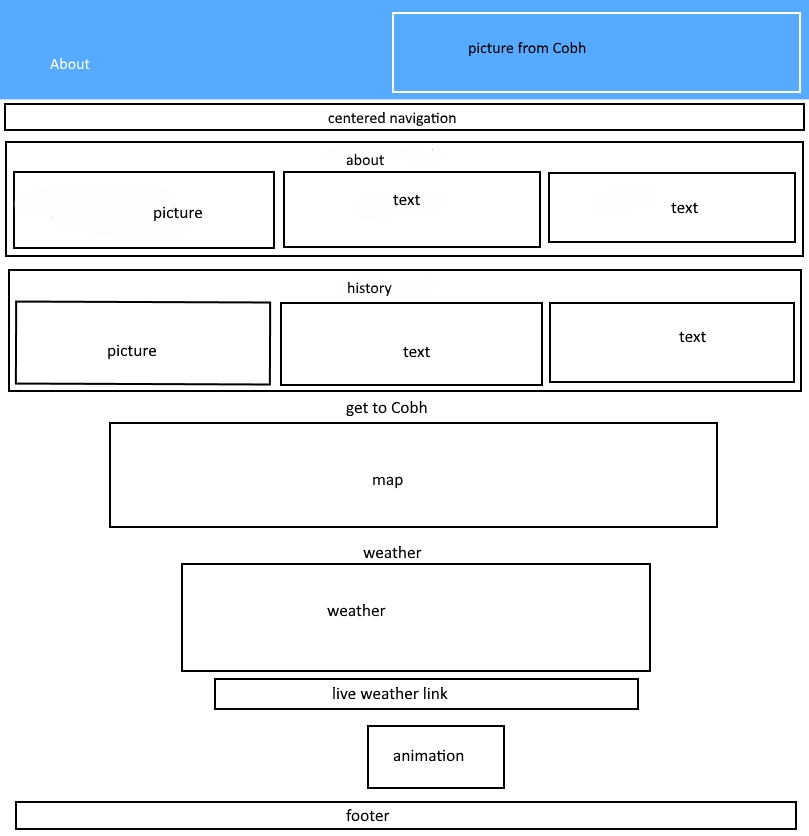 About
picture from Cobh
centered navigation
about
picture
text
text
history
picture
text
text
get to Cobh
map
weather
weather
live weather link
animation
footer